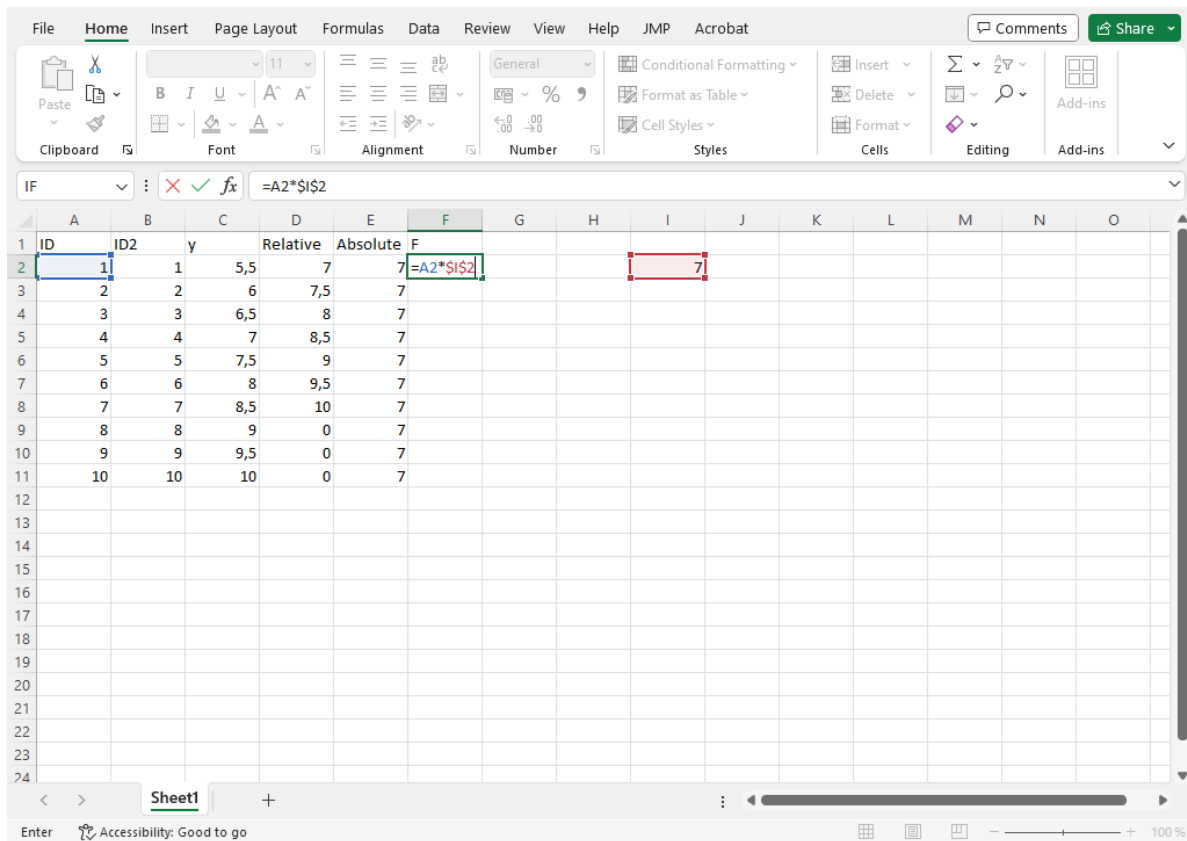 File Home Insert Page Layout Formulas Data Review View Help JMP Acrobat Comments Share
Paste
Clipboard
11
B I U A A
Font
ab
Alignment
General
% 9
Number
Conditional Formatting
Format as Table
Cell Styles
Styles
Insert
Delete
Format
Cells
Editing
Add-ins
Add-ins
IF fx =A2*$I$2
A B C D E F G H I J K L M N O
1 ID ID2 y Relative Absolute F
2 1 1 5,5 7 7 =A2*$I$2 7
3 2 2 6 7,5 7
4 3 3 6,5 8 7
5 4 4 7 8,5 7
6 5 5 7,5 9 7
7 6 6 8 9,5 7
8 7 7 8,5 10 7
9 8 8 9 0 7
10 9 9 9,5 0 7
11 10 10 10 0 7
12
13
14
15
16
17
18
19
20
21
22
23
24
Sheet1
Enter Accessibility: Good to go 100 %